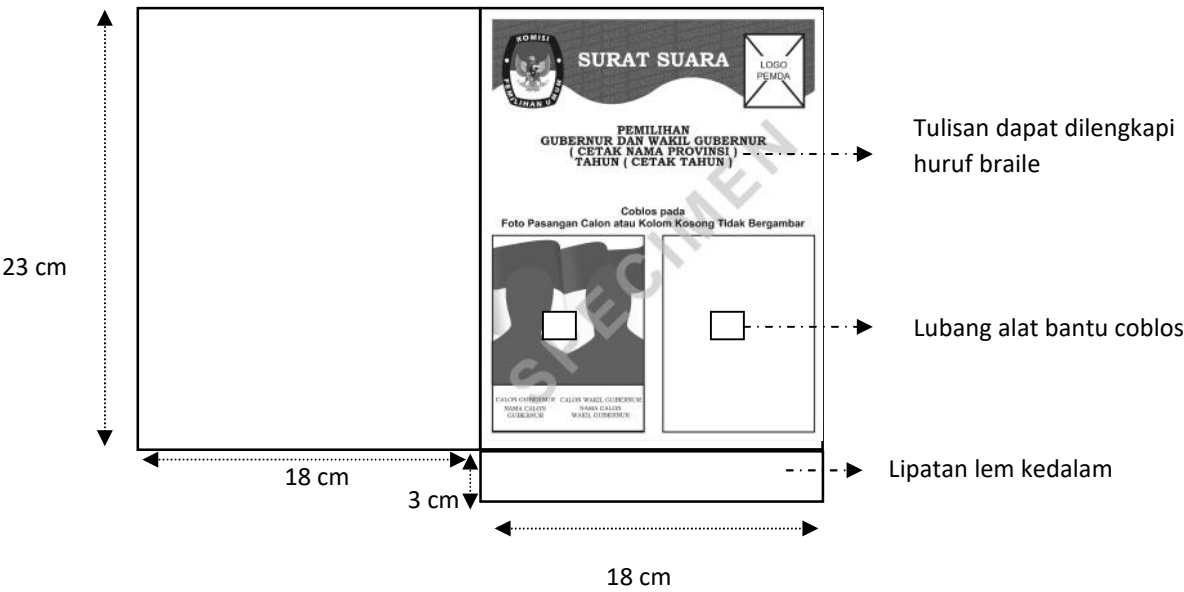 KOMISI
PEMILIHAN UMUM
SURAT SUARA
LOGO
PEMDA
PEMILIHAN
GUBERNUR DAN WAKIL GUBERNUR
( CETAK NAMA PROVINSI )
TAHUN ( CETAK TAHUN )
Tulisan dapat dilengkapi
huruf braile
Coblos pada
Foto Pasangan Calon atau Kolom Kosong Tidak Bergambar
SPECIMEN
23 cm
Lubang alat bantu coblos
CALON GUBERNUR CALON WAKIL GUBERNUR
NAMA CALON
GUBERNUR
NAMA CALON
WAKIL GUBERNUR
Lipatan lem kedalam
18 cm
3 cm
18 cm